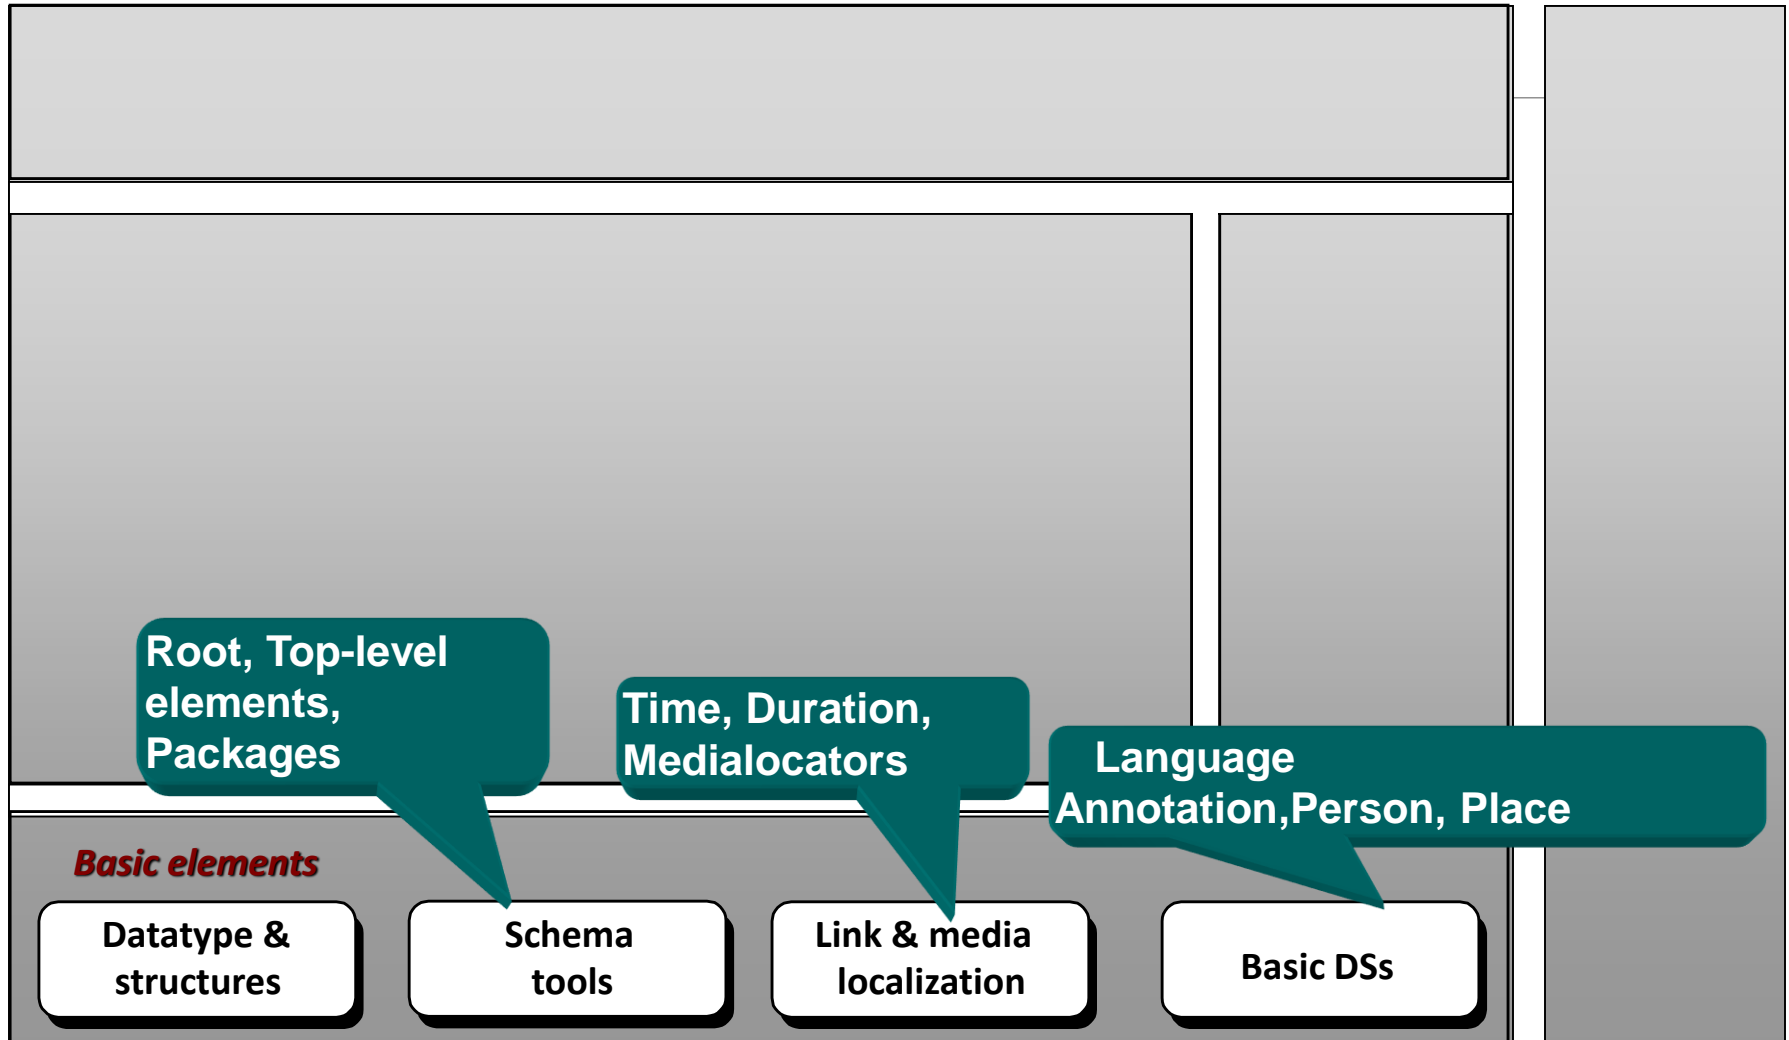 Root, Top-level
elements,
Packages
Time, Duration,
Medialocators
Language
Annotation,Person, Place
Basic elements
Datatype &
structures
Schema
tools
Link & media
localization
Basic DSs